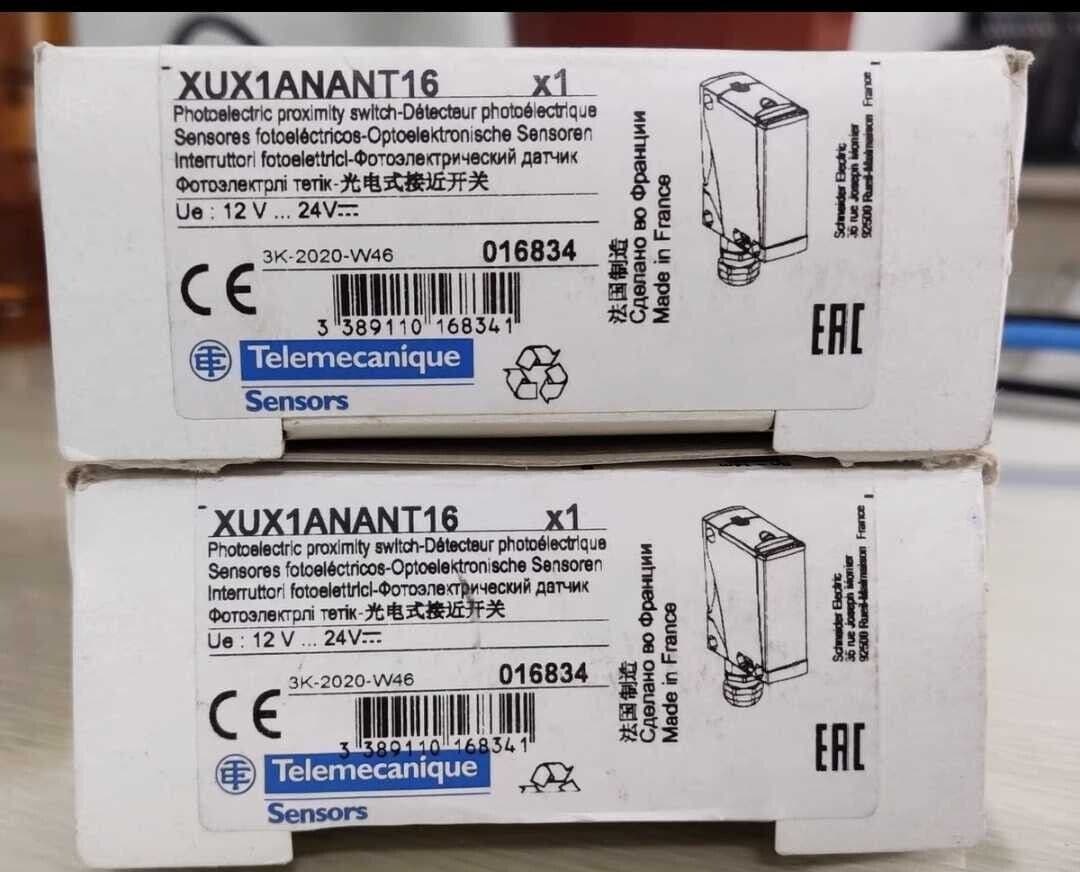 XUX1ANANT16 x1
Photoelectric proximity switch-Détecteur photoélectrique
Sensores fotoeléctricos-Optoelektronische Sensoren
Interruttori fotoelettrici-Фотоэлектрический датчик
Фотоэлектрлі тетік-光电式接近开关
Ue : 12 V ... 24V
3K-2020-W46 016834
CE
3 389110 168341
Telemecanique
Sensors
法国制造
Сделано во Франции
Made in France
Schneider Electric
35 rue Joseph Monier
92500 Rueil-Malmaison France
EAC
XUX1ANANT16 x1
Photoelectric proximity switch-Détecteur photoélectrique
Sensores fotoeléctricos-Optoelektronische Sensoren
Interruttori fotoelettrici-Фотоэлектрический датчик
Фотоэлектрлі тетік-光电式接近开关
Ue : 12 V ... 24V
3K-2020-W46 016834
CE
3 389110 168341
Telemecanique
Sensors
法国制造
Сделано во Франции
Made in France
Schneider Electric
35 rue Joseph Monier
92500 Rueil-Malmaison France
EAC